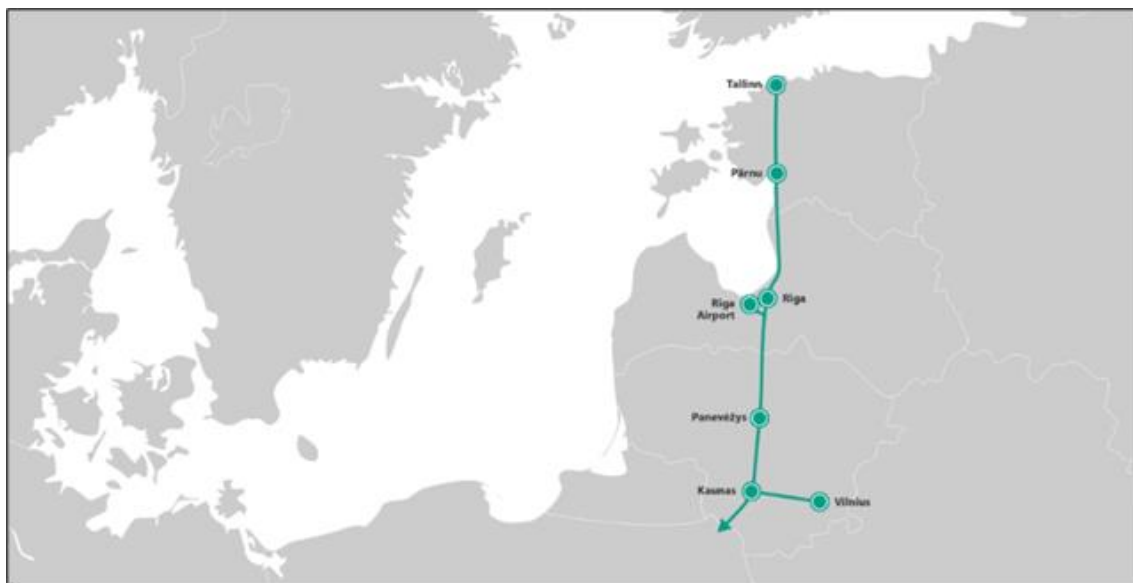 Tallinn
Pärnu
Riga
Riga
Airport
Panevėžys
Kaunas
Vilnius